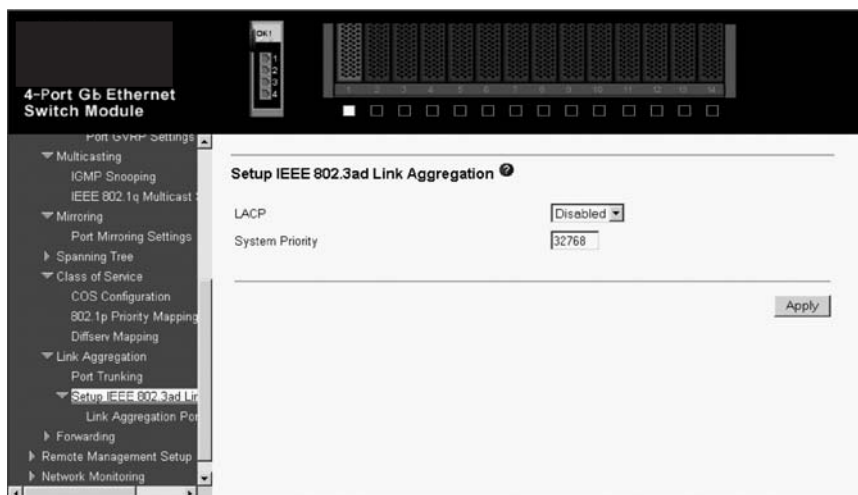 OK !
1
2
3
4
1 2 3 4 5 6 7 8 9 10 11 12 13 14
4-Port Gb Ethernet
Switch Module
Port GVRP Settings
Multicasting
IGMP Snooping
IEEE 802.1q Multicast
Mirroring
Port Mirroring Settings
Spanning Tree
Class of Service
COS Configuration
802.1p Priority Mapping
Diffserv Mapping
Link Aggregation
Port Trunking
Setup IEEE 802.3ad Lin
Link Aggregation Por
Forwarding
Remote Management Setup
Network Monitoring
Setup IEEE 802.3ad Link Aggregation ?
LACP Disabled
System Priority 32768
Apply